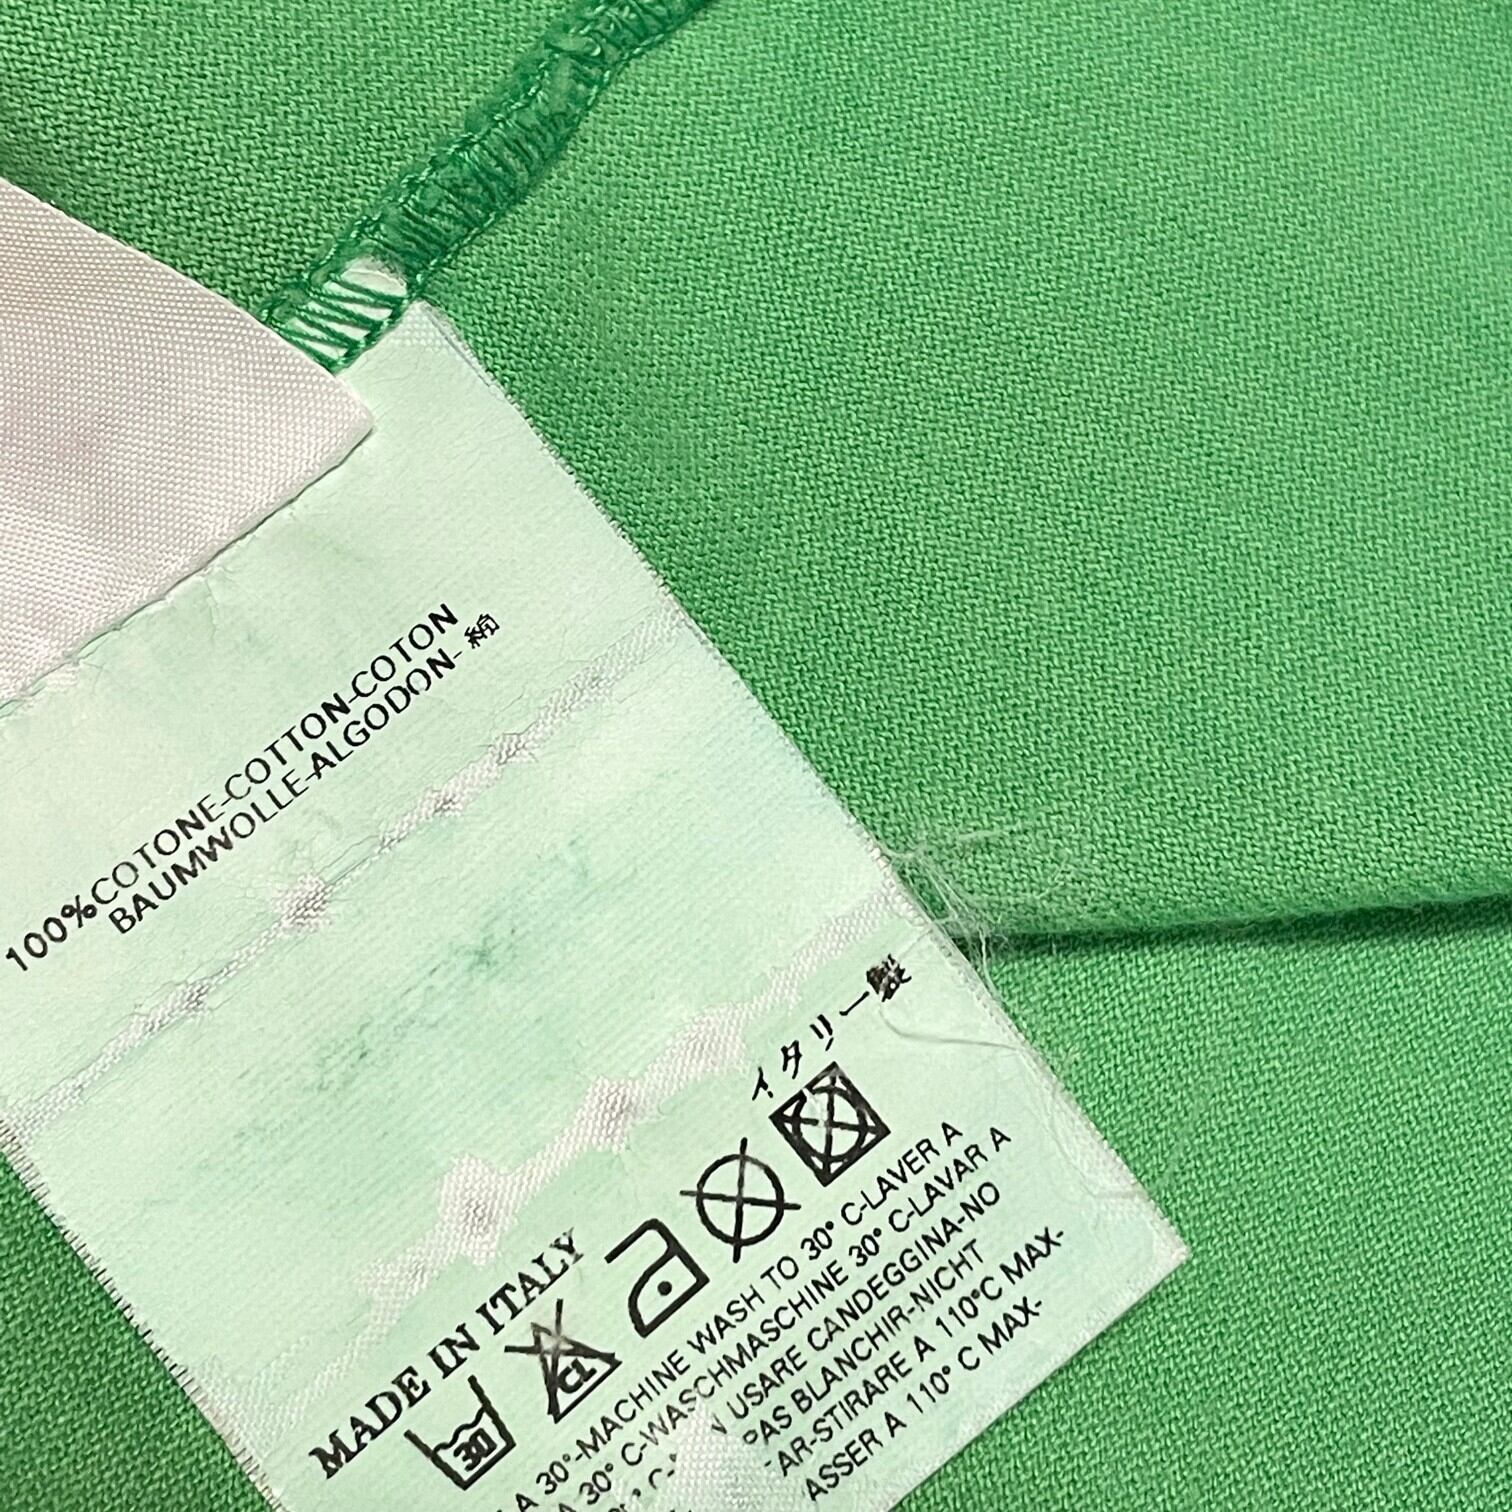 100%COTONE-COTTON-COTON
BAUMWOLLE-ALGODON-綿
イタリー製
MADE IN ITALY
30 CL
A 30°-MACHINE WASH TO 30° C-LAVER A
30° C-WASCHMASCHINE 30° C-LAVAR A
USARE CANDEGGINA-NO
PAS BLANCHIR-NICHT
AR-STIRARE A 110°C MAX-
ASSER A 110° C MAX-